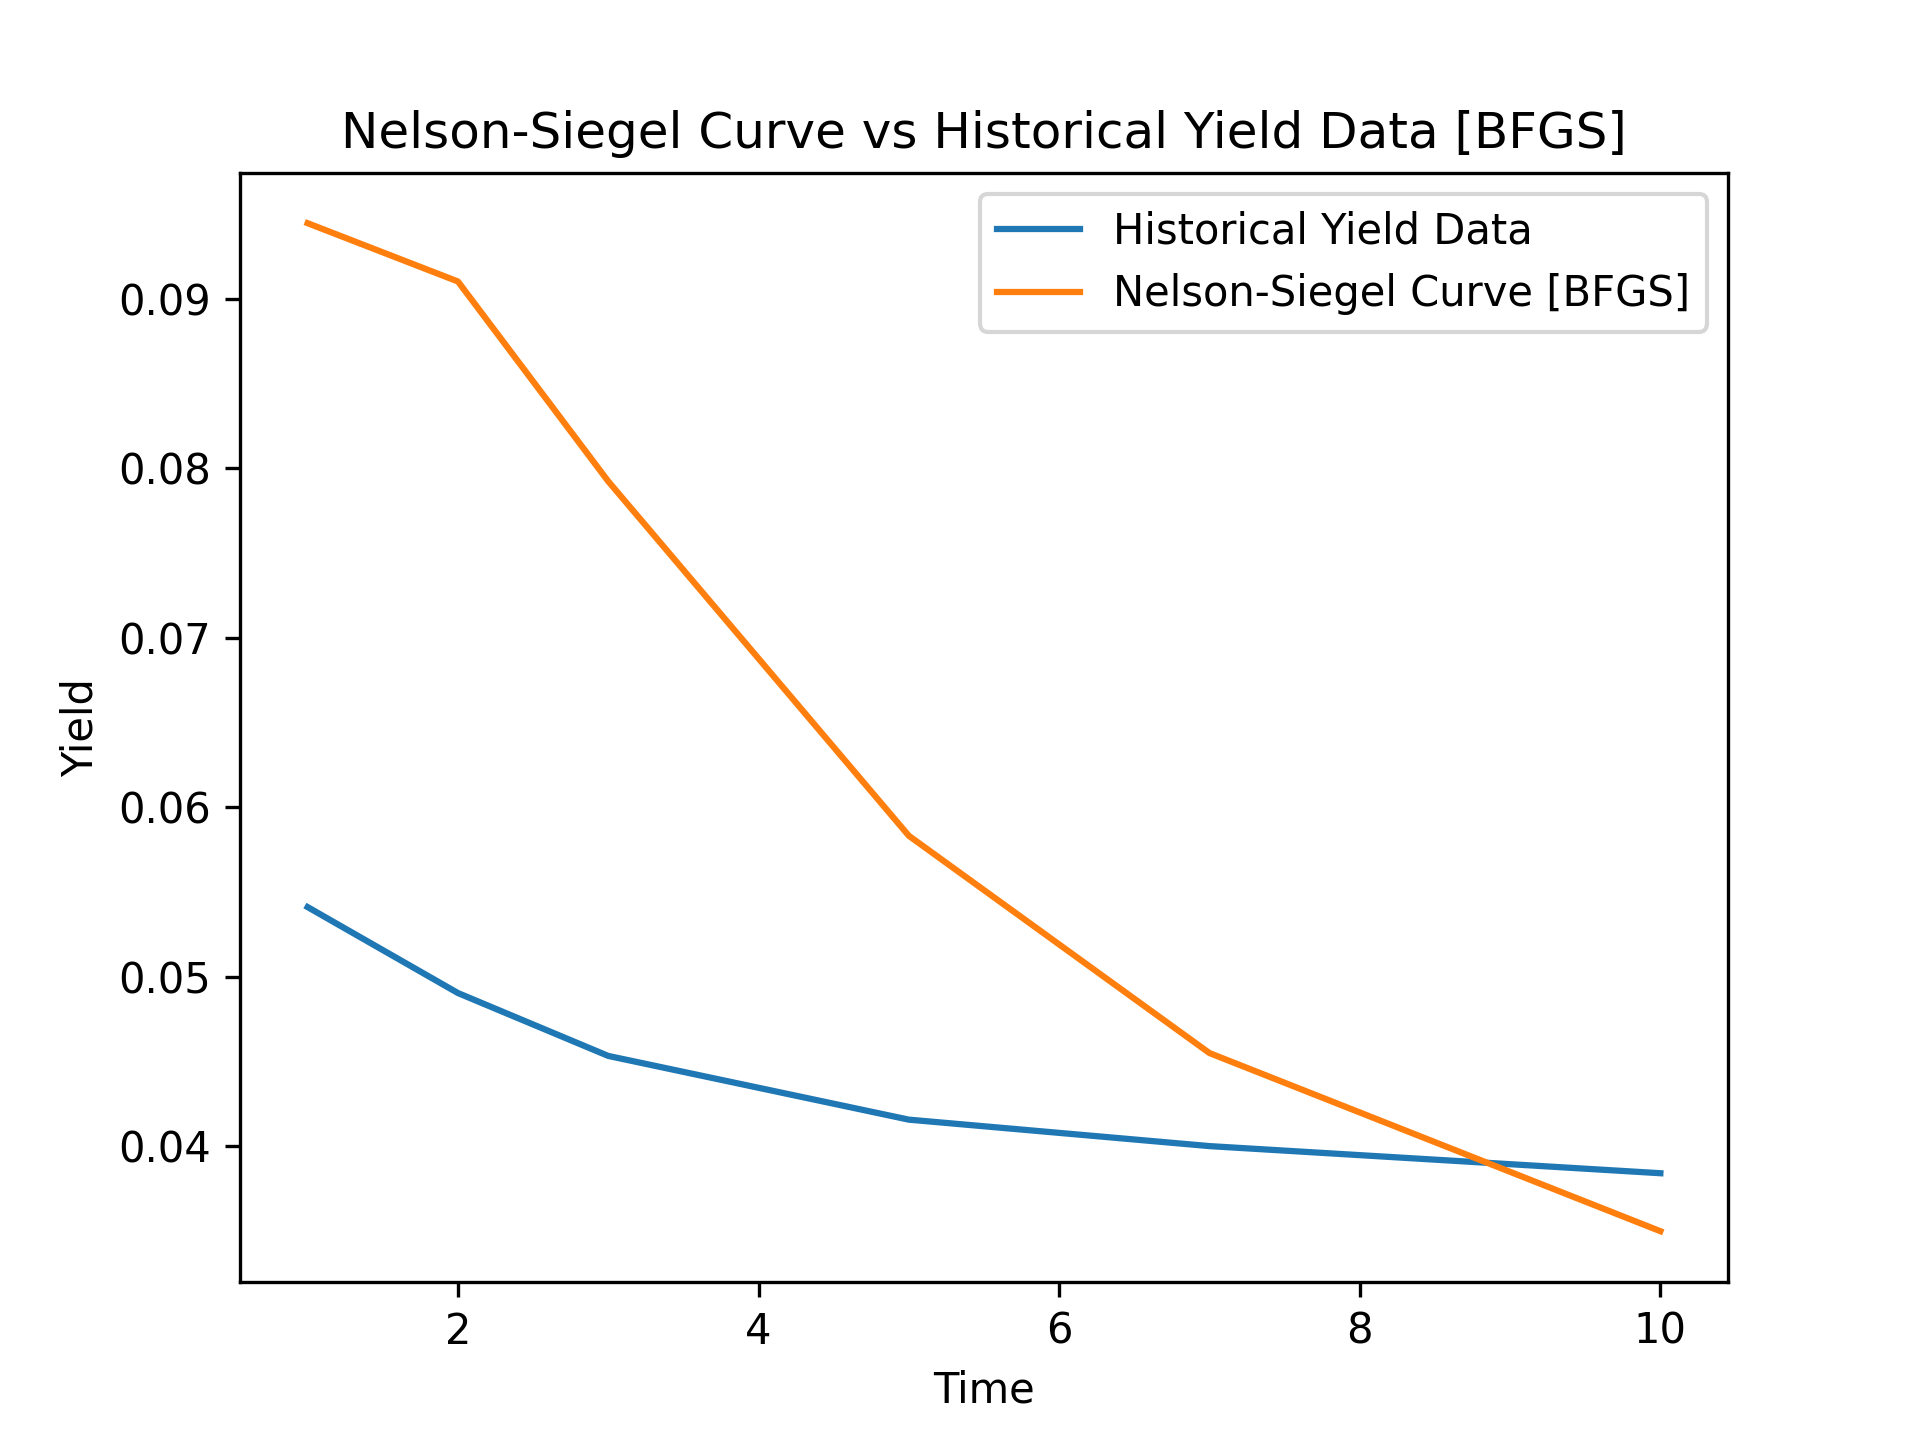 Nelson-Siegel Curve vs Historical Yield Data [BFGS]
Historical Yield Data
Nelson-Siegel Curve [BFGS]
0.09
0.08
0.07
0.06
0.05
0.04
Yield
2 4 6 8 10
Time